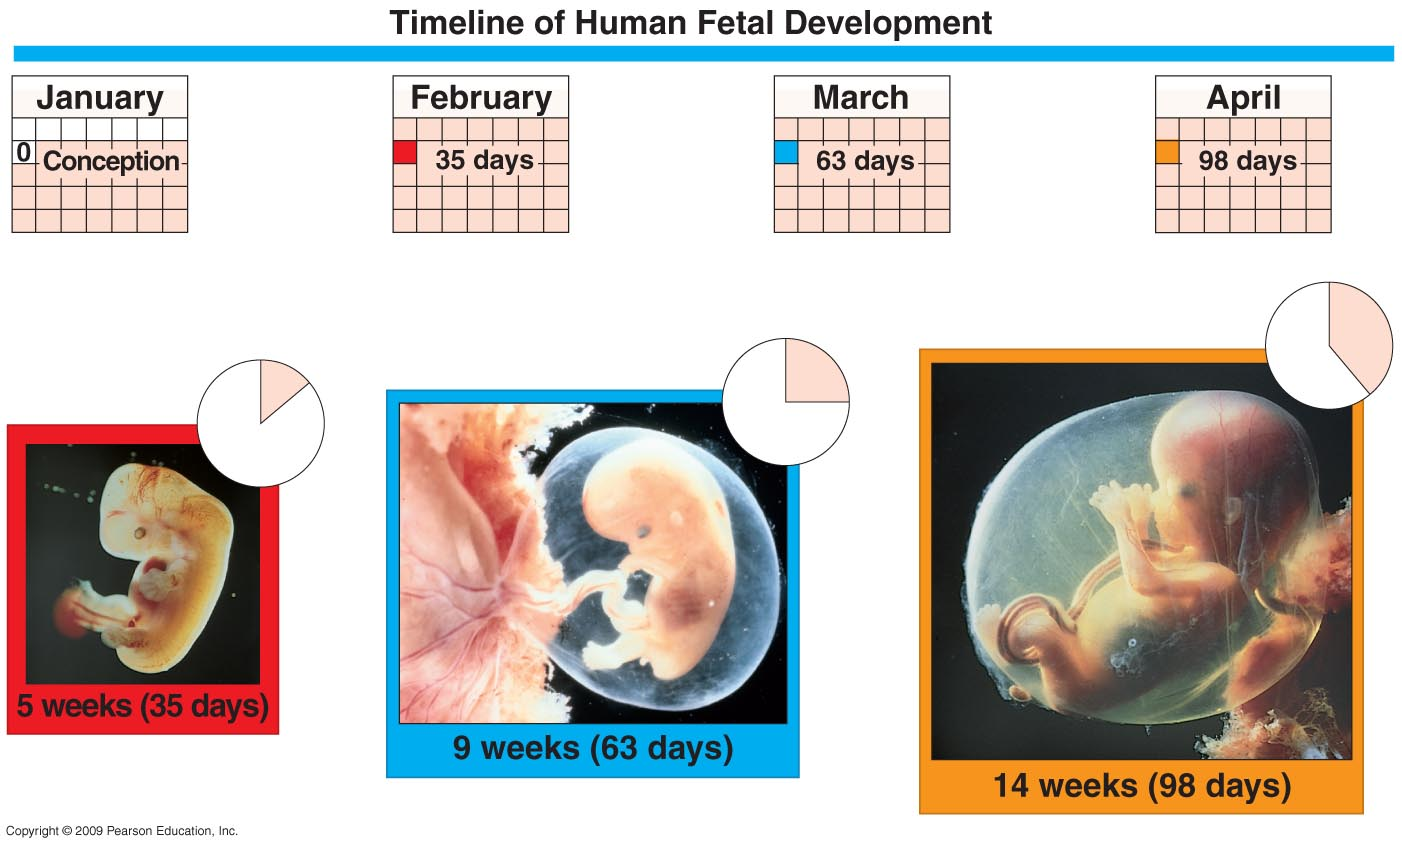 Timeline of Human Fetal Development
January
0
Conception
February
35 days
March
63 days
April
98 days
5 weeks (35 days)
9 weeks (63 days)
14 weeks (98 days)
Copyright © 2009 Pearson Education, Inc.